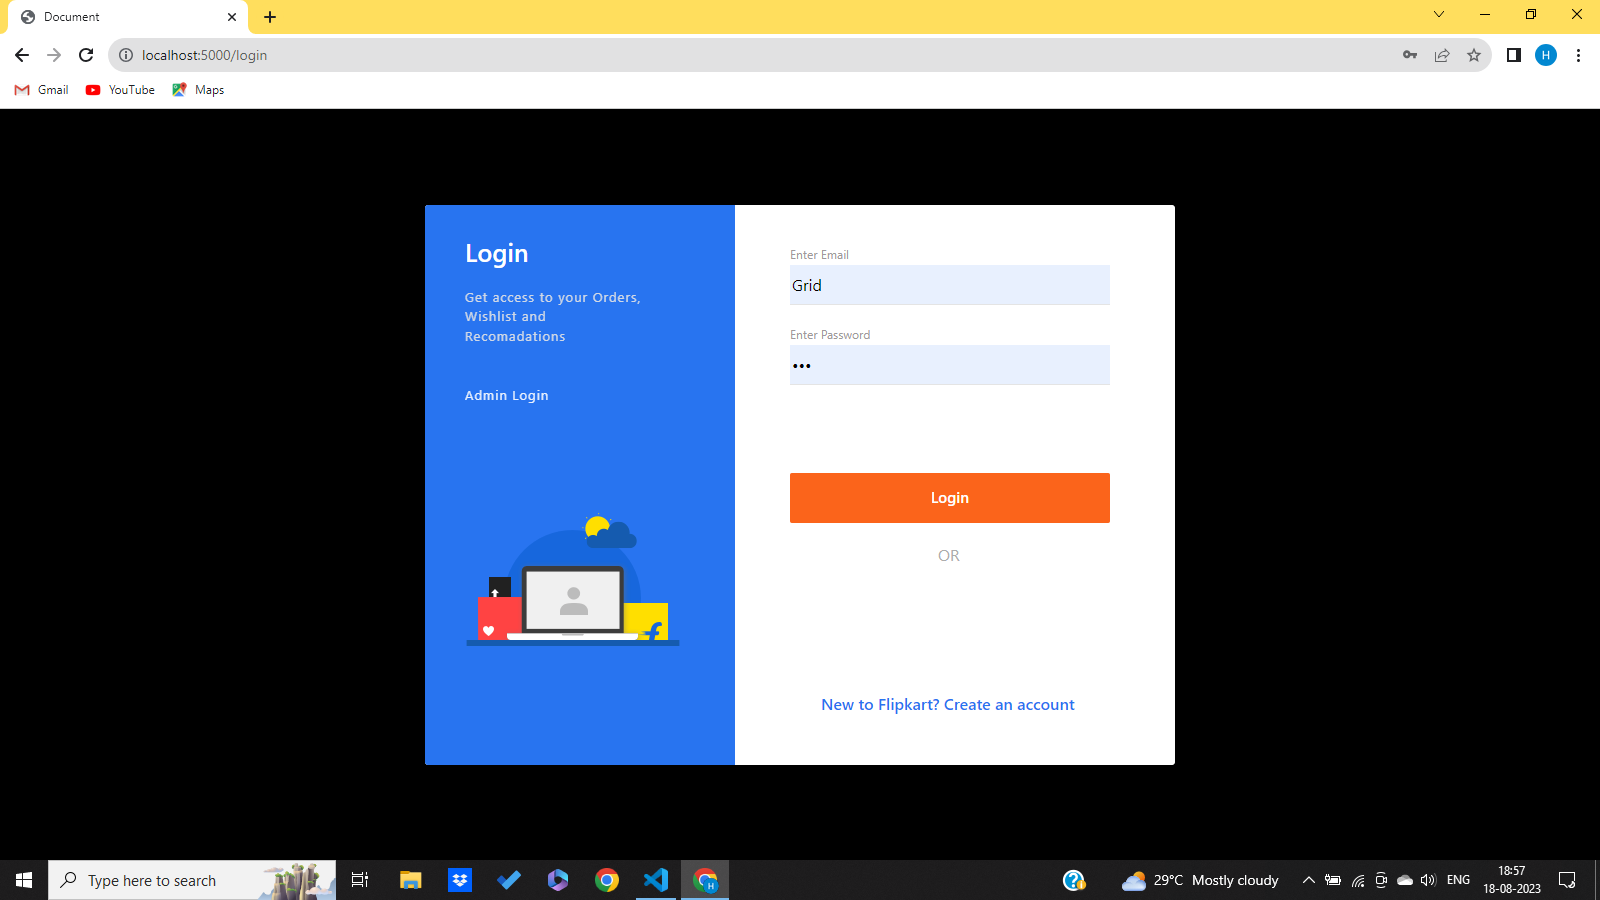 Document
localhost:5000/login
H
Gmail
YouTube
Maps
Login
Get access to your Orders,
Wishlist and
Recomadations
Admin Login
Enter Email
Grid
Enter Password
•••
Login
OR
New to Flipkart? Create an account
Type here to search
H
29°C Mostly cloudy
ENG
18:57
18-08-2023